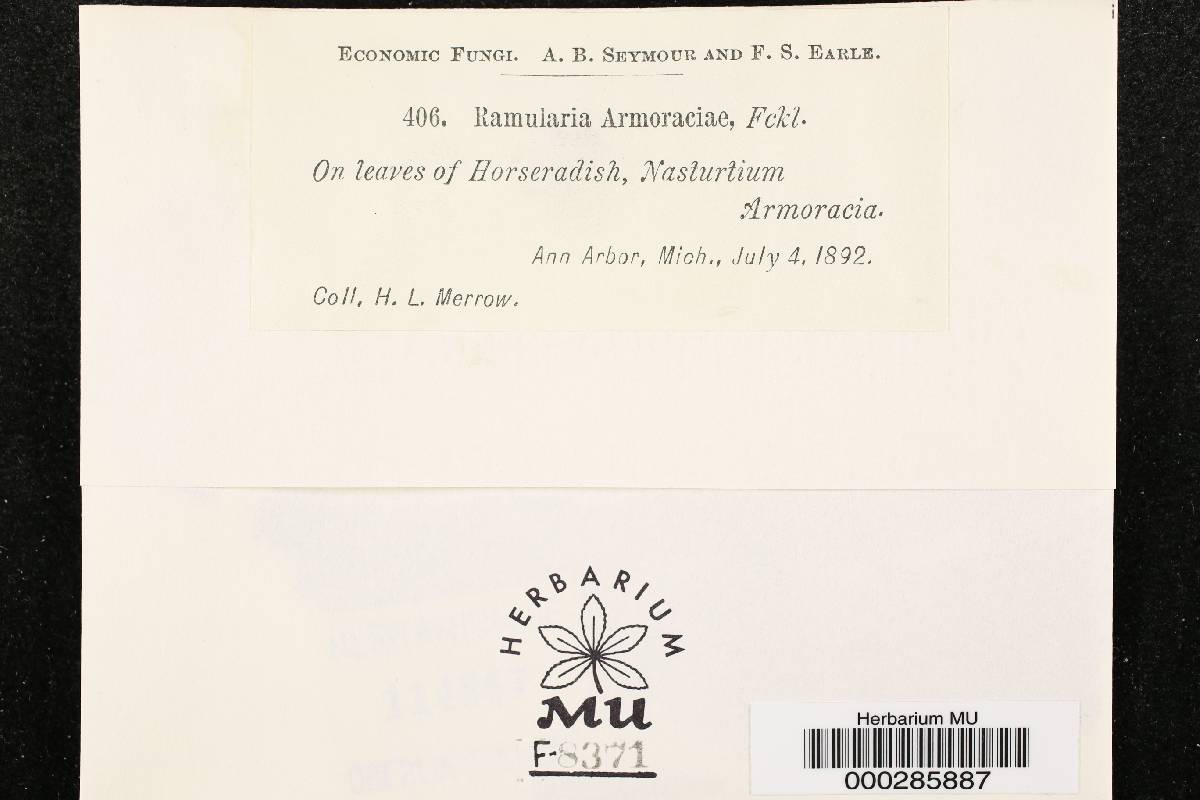 Economic Fungi. A. B. Seymour and F. S. Earle.
406. Ramularia Armoraciae, Fckl.
On leaves of Horseradish, Nasturtium
Armoracia.
Ann Arbor, Mich., July 4, 1892.
Coll. H. L. Merrow.
HERBARIUM
MU
F-8371
Herbarium MU
000285887